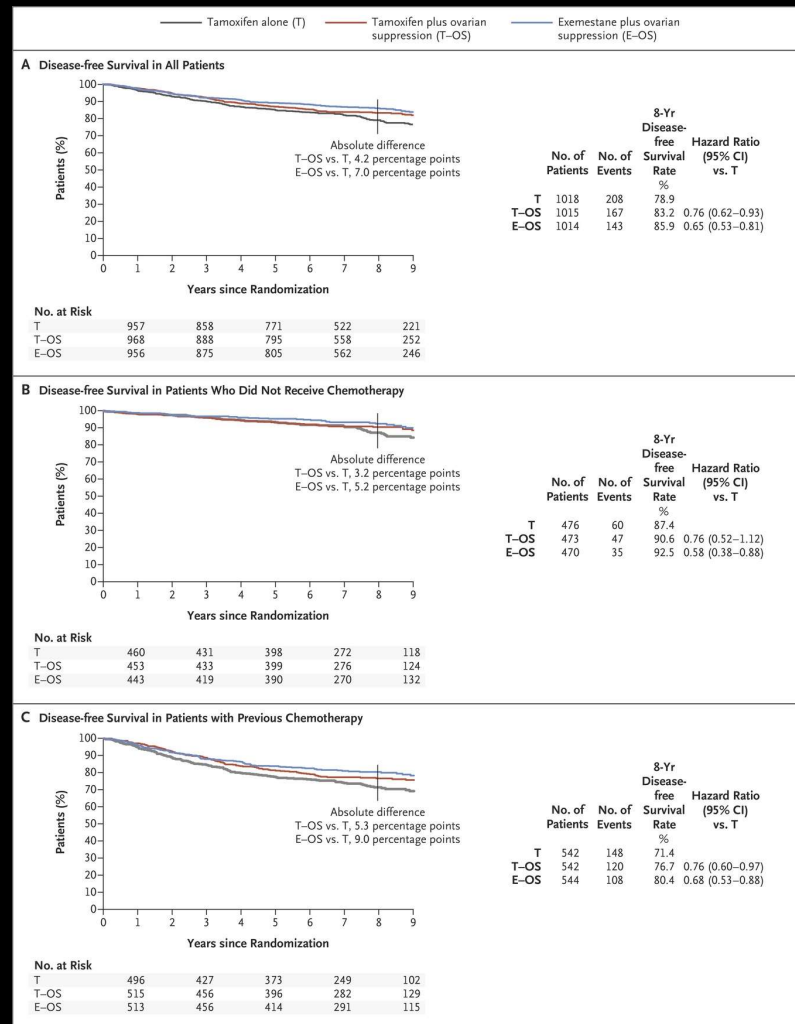 Tamoxifen alone (T)
Tamoxifen plus ovarian
suppression (T–OS)
Exemestane plus ovarian
suppression (E–OS)
A Disease-free Survival in All Patients
Patients (%)
100
90
80
70
60
50
40
30
20
10
0
Absolute difference
T–OS vs. T, 4.2 percentage points
E–OS vs. T, 7.0 percentage points
0 1 2 3 4 5 6 7 8 9
Years since Randomization
8-Yr
Disease-
free Hazard Ratio
No. of No. of Survival (95% CI)
Patients Events Rate vs. T
%
T 1018 208 78.9
T–OS 1015 167 83.2 0.76 (0.62–0.93)
E–OS 1014 143 85.9 0.65 (0.53–0.81)
No. at Risk
T 957 858 771 522 221
T–OS 968 888 795 558 252
E–OS 956 875 805 562 246
B Disease-free Survival in Patients Who Did Not Receive Chemotherapy
Patients (%)
100
90
80
70
60
50
40
30
20
10
0
Absolute difference
T–OS vs. T, 3.2 percentage points
E–OS vs. T, 5.2 percentage points
0 1 2 3 4 5 6 7 8 9
Years since Randomization
8-Yr
Disease-
free Hazard Ratio
No. of No. of Survival (95% CI)
Patients Events Rate vs. T
%
T 476 60 87.4
T–OS 473 47 90.6 0.76 (0.52–1.12)
E–OS 470 35 92.5 0.58 (0.38–0.88)
No. at Risk
T 460 431 398 272 118
T–OS 453 433 399 276 124
E–OS 443 419 390 270 132
C Disease-free Survival in Patients with Previous Chemotherapy
Patients (%)
100
90
80
70
60
50
40
30
20
10
0
Absolute difference
T–OS vs. T, 5.3 percentage points
E–OS vs. T, 9.0 percentage points
0 1 2 3 4 5 6 7 8 9
Years since Randomization
8-Yr
Disease-
free Hazard Ratio
No. of No. of Survival (95% CI)
Patients Events Rate vs. T
%
T 542 148 71.4
T–OS 542 120 76.7 0.76 (0.60–0.97)
E–OS 544 108 80.4 0.68 (0.53–0.88)
No. at Risk
T 496 427 373 249 102
T–OS 515 456 396 282 129
E–OS 513 456 414 291 115